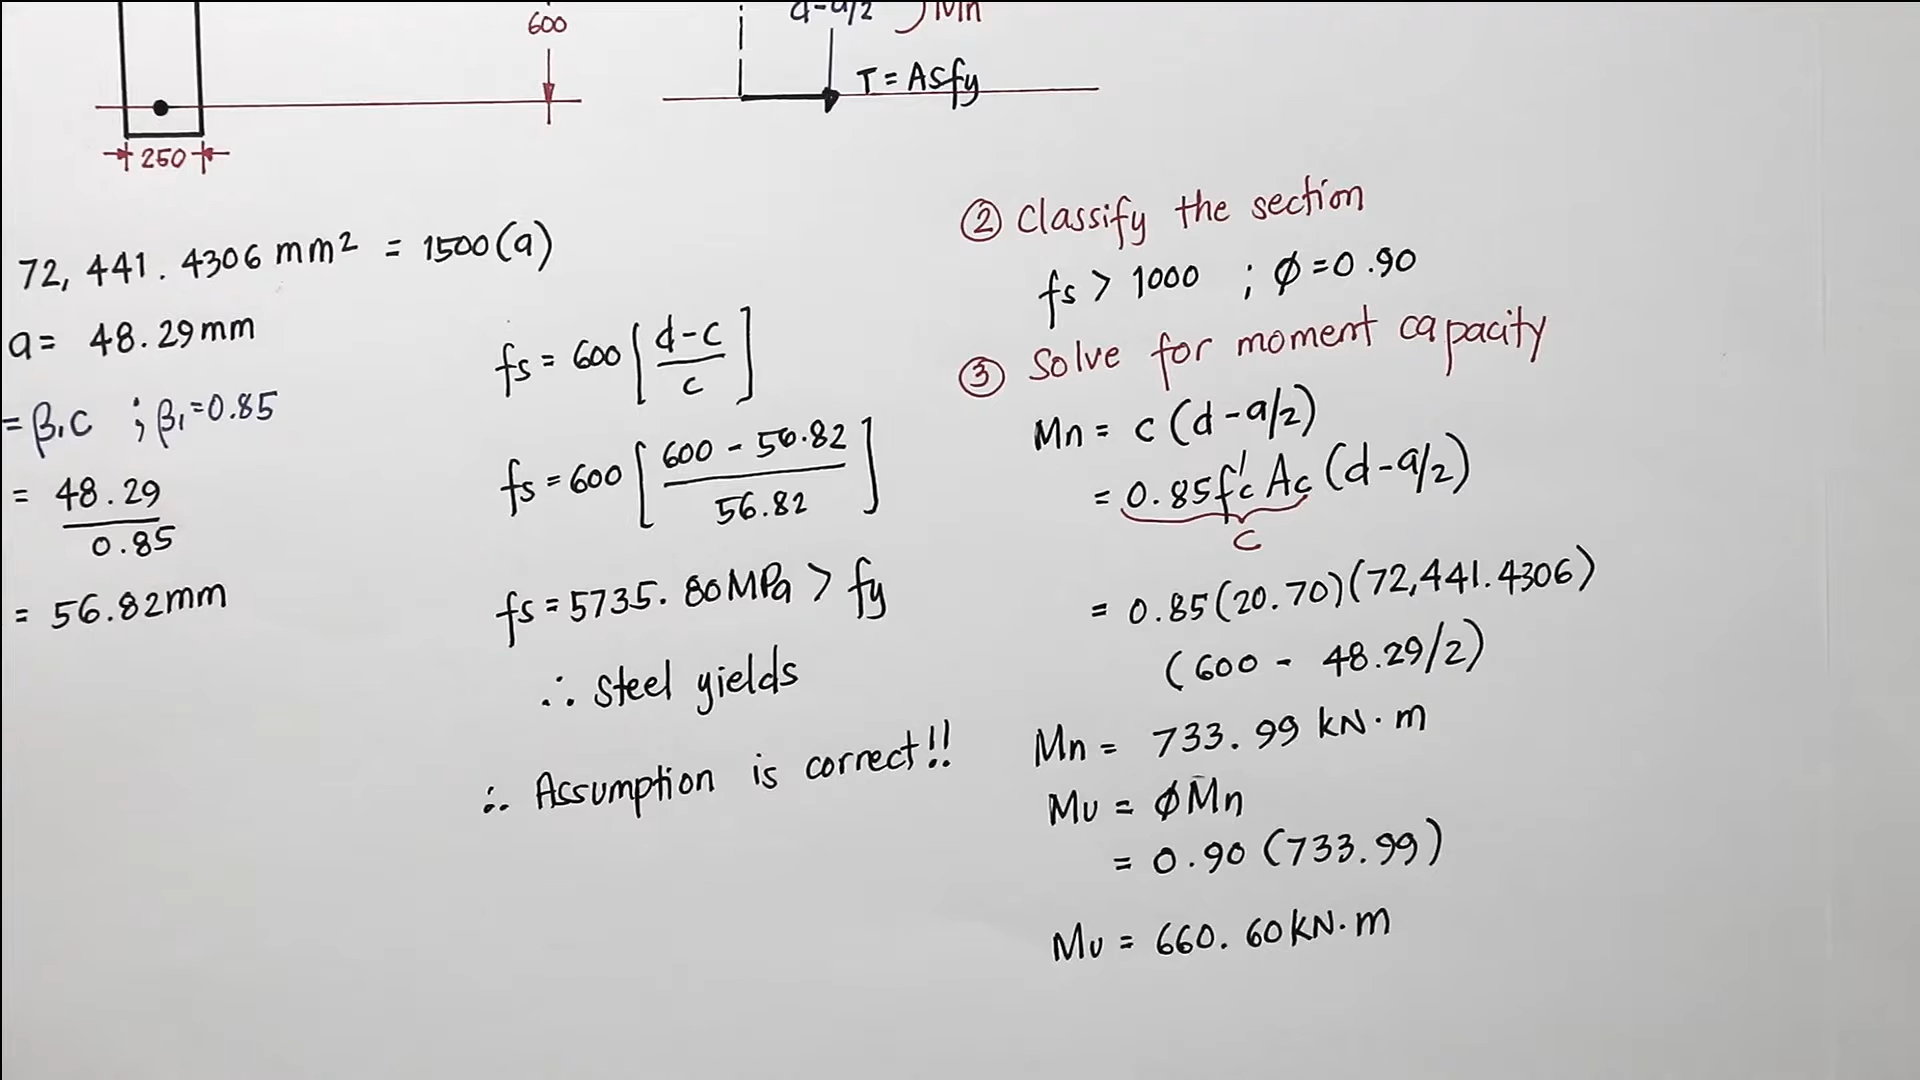 600
d-a/2 ) Mn
T = Asfy
250
72,441.4306 mm² = 1500(a)
a = 48.29mm
= β₁c ; β₁=0.85
= 48.29
0.85
= 56.82mm
fs = 600 [ d-c
c ]
fs = 600 [ 600 - 56.82
56.82 ]
fs = 5735.80MPa > fy
∴ steel yields
∴ Assumption is correct!!
② Classify the section
fs > 1000 ; ϕ = 0.90
③ Solve for moment capacity
Mn = c (d - a/2)
= 0.85f'c Ac (d - a/2)
C
= 0.85(20.70)(72,441.4306)
(600 - 48.29/2)
Mn = 733.99 kN·m
Mu = ϕMn
= 0.90 (733.99)
Mu = 660.60kN·m